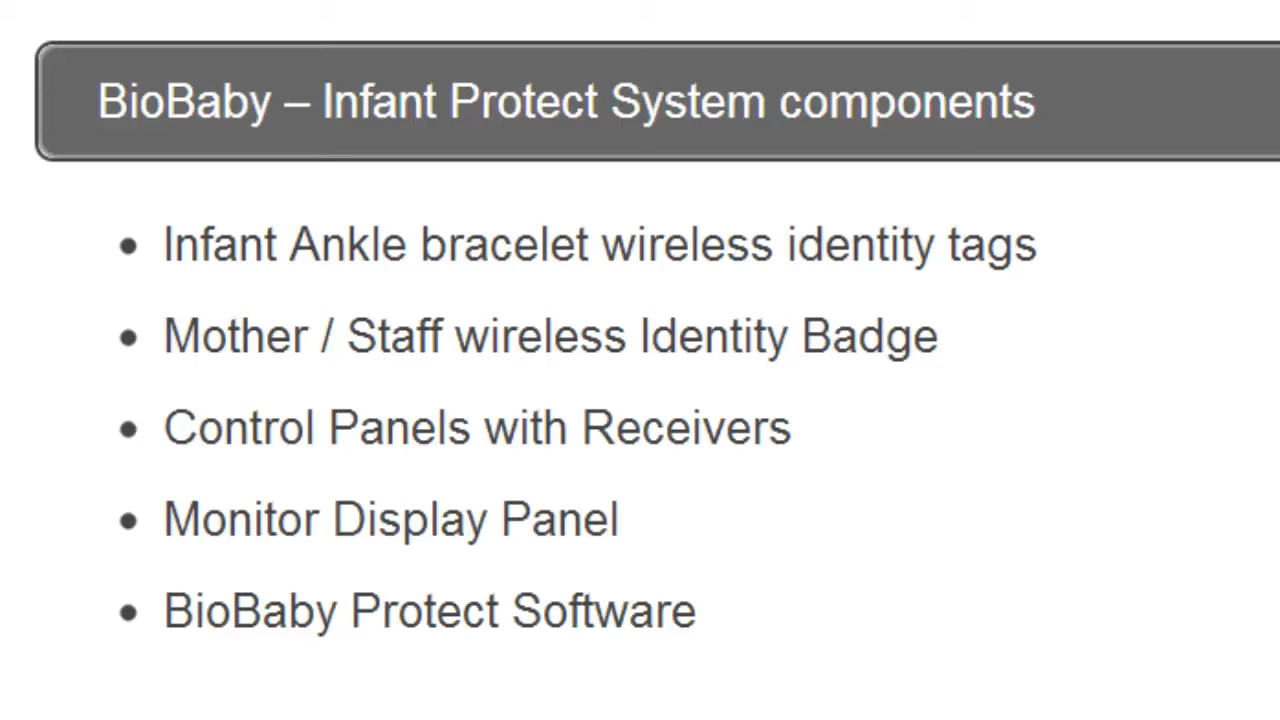 BioBaby – Infant Protect System components
• Infant Ankle bracelet wireless identity tags
• Mother / Staff wireless Identity Badge
• Control Panels with Receivers
• Monitor Display Panel
• BioBaby Protect Software